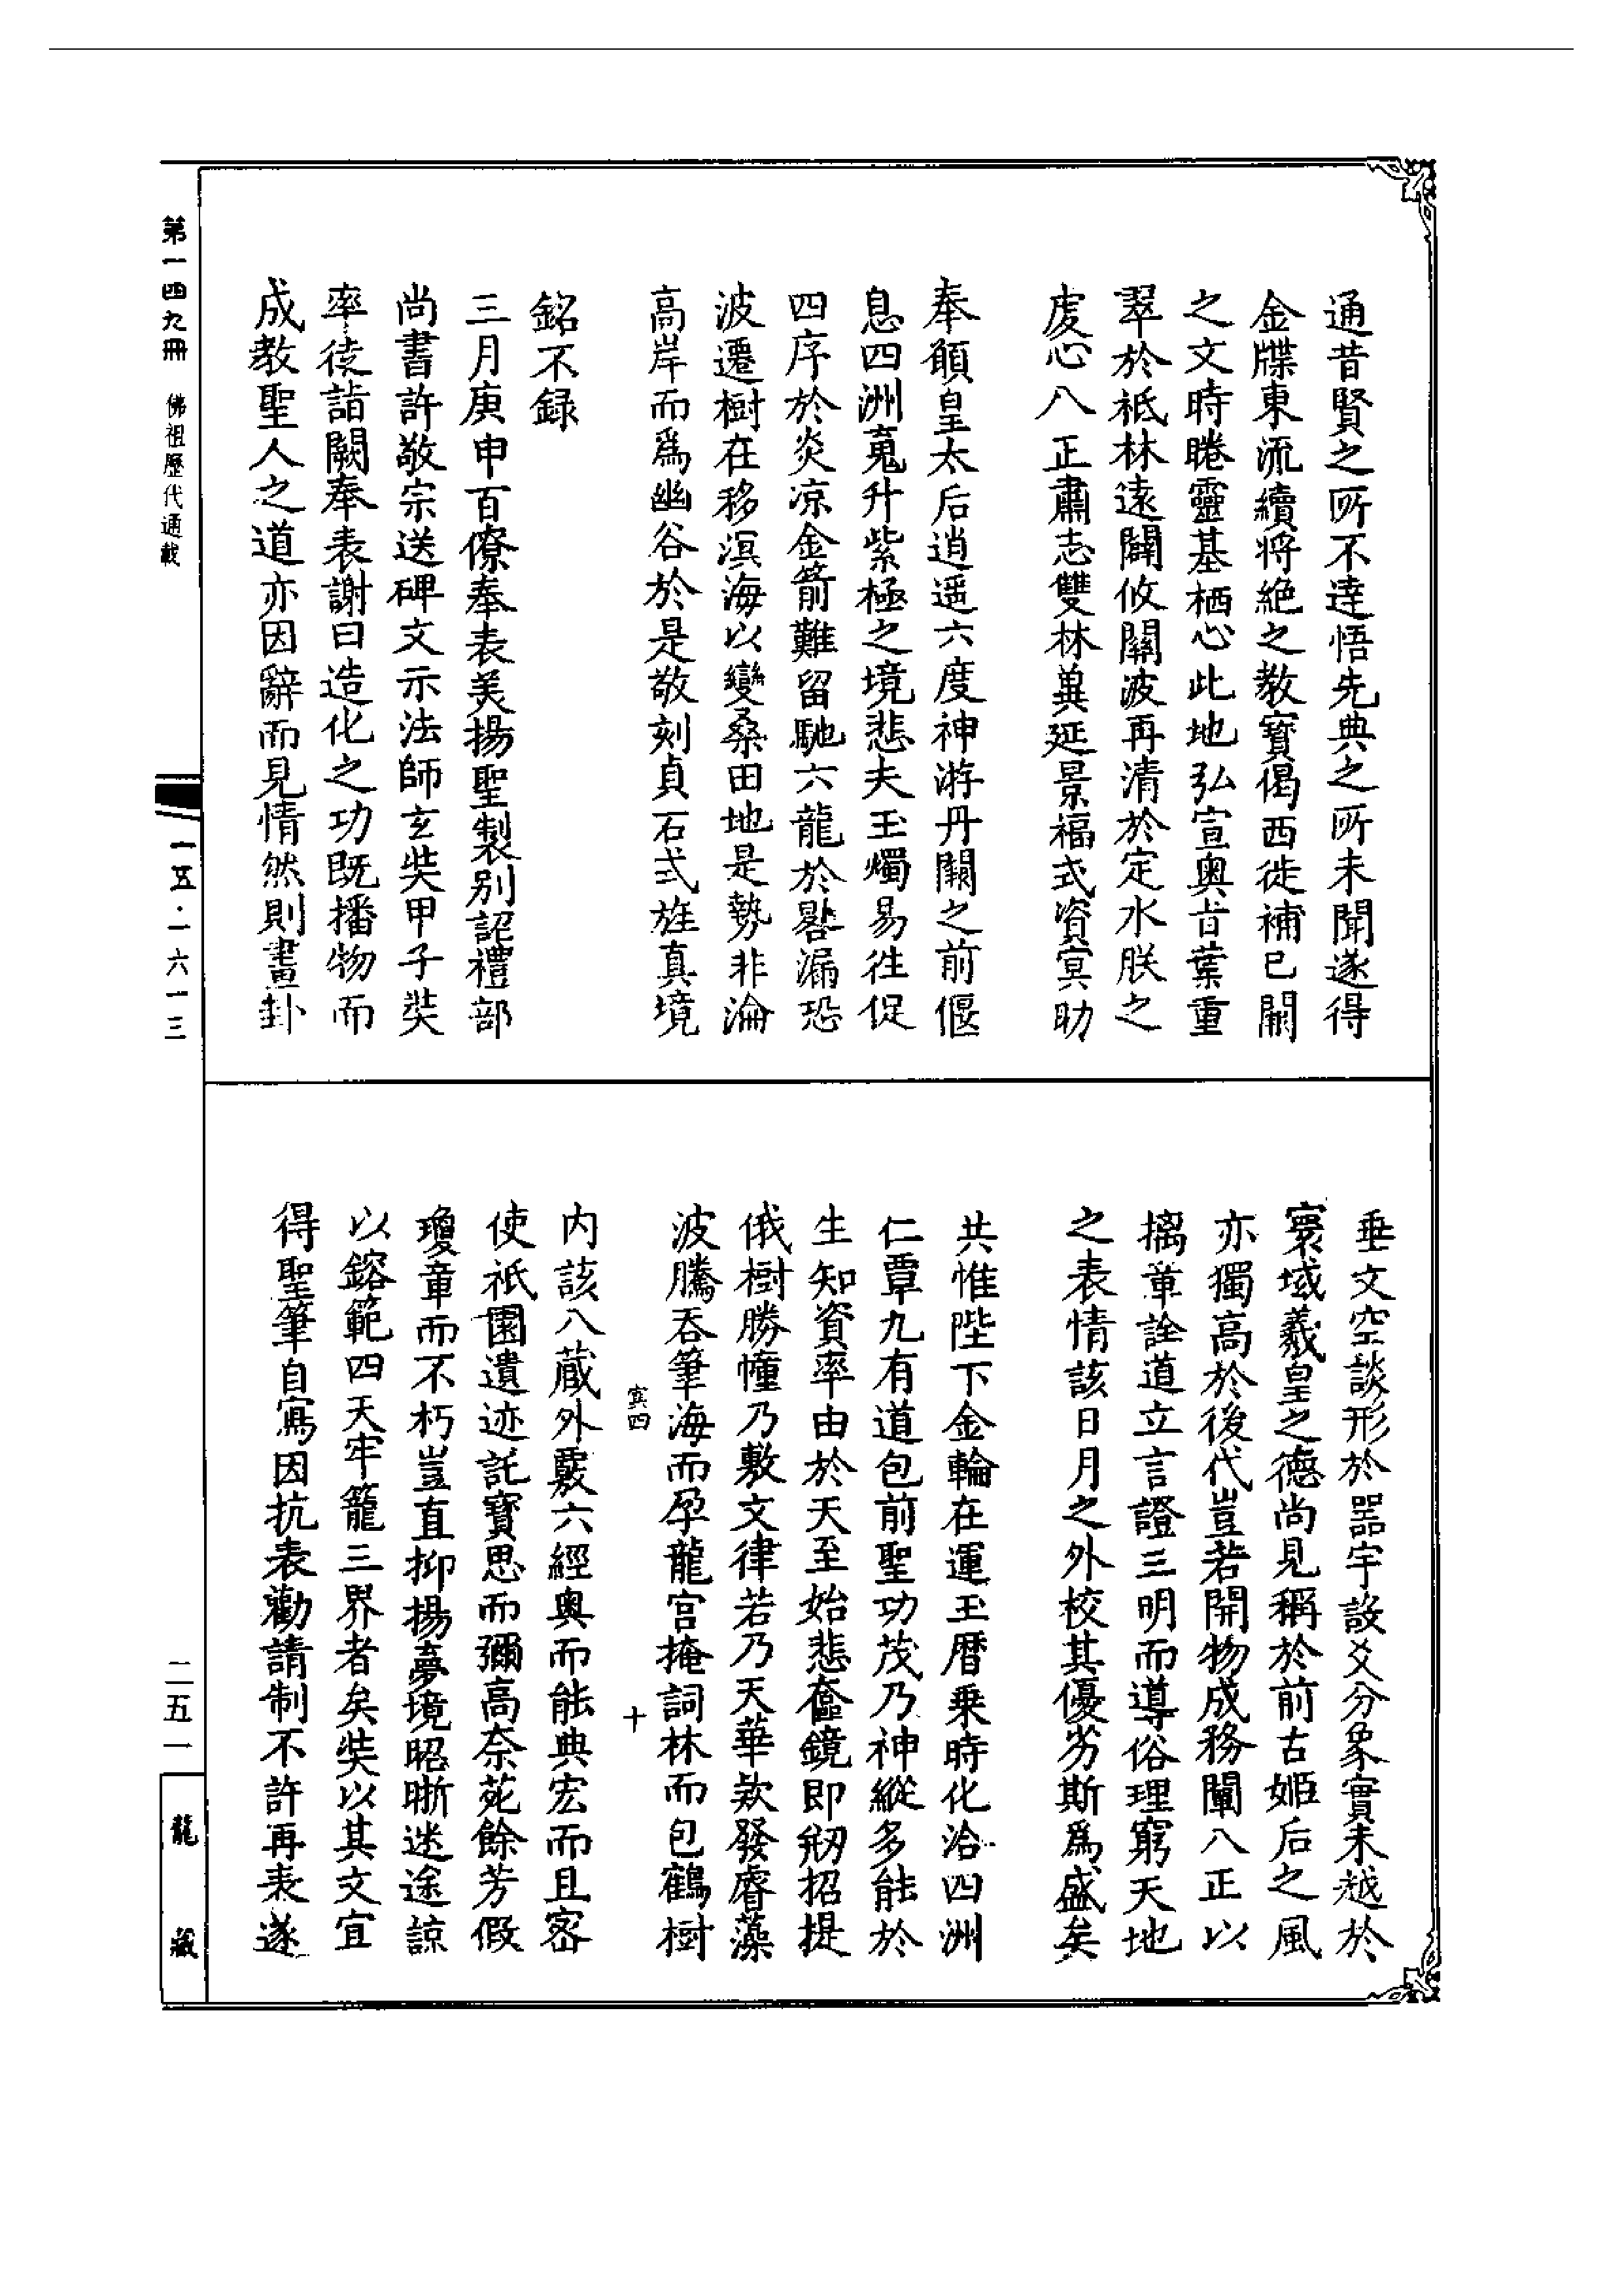 通昔賢之所不達悟先典之所未聞遂得
金牒東流續將絶之教寳偈西徙補已闕
之文時睠靈基栖心此地弘宣奥旨葉重
翠於祇林遠闢攸關波再清於定水朕之
虔心八正肅志雙林冀延景福式資冥助
奉願皇太后逍遥六度神游丹闕之前偃
息四洲䕫升紫極之境悲夫玉燭易往促
四序於炎凉金箭難留馳六龍於晷漏恐
波遷樹在移溟海以變桑田地是勢非淪
高岸而爲幽谷於是敬刻貞石式旌真境
銘不録
三月庚申百僚奉表美揚聖製别詔禮部
尚書許敬宗送碑文示法師玄奘甲子奘
率徒詣闕奉表謝曰造化之功既播物而
成教聖人之道亦因辭而見情然則畫卦
垂文空談形於器宇設爻分象實未越於
寰域羲皇之德尚見稱於前古姬后之風
亦獨高於後代豈若開物成務闡八正以
摛章詮道立言證三明而導俗理窮天地
之表情該日月之外校其優劣斯爲盛矣
共惟陛下金輪在運玉曆乗時化洽四洲
仁覃九有道包前聖功茂乃神縱多能於
生知資率由於天至始悲奩鏡即剏招提
俄樹勝幢乃敷文律若乃天華欻發睿藻
波騰吞筆海而孕龍宮掩詞林而包鶴樹
賓四 十
内該八藏外覈六經奥而能典宏而且密
使祇園遺迹託寳思而彌高奈苑餘芳假
瓊章而不朽豈直抑揚夢境昭晣迷途諒
以鎔範四天牢籠三界者矣奘以其文宜
得聖筆自寫因抗表勸請制不許再表遂
第一四九冊 佛祖歷代通載
一五·一六一三
二五一
龍藏